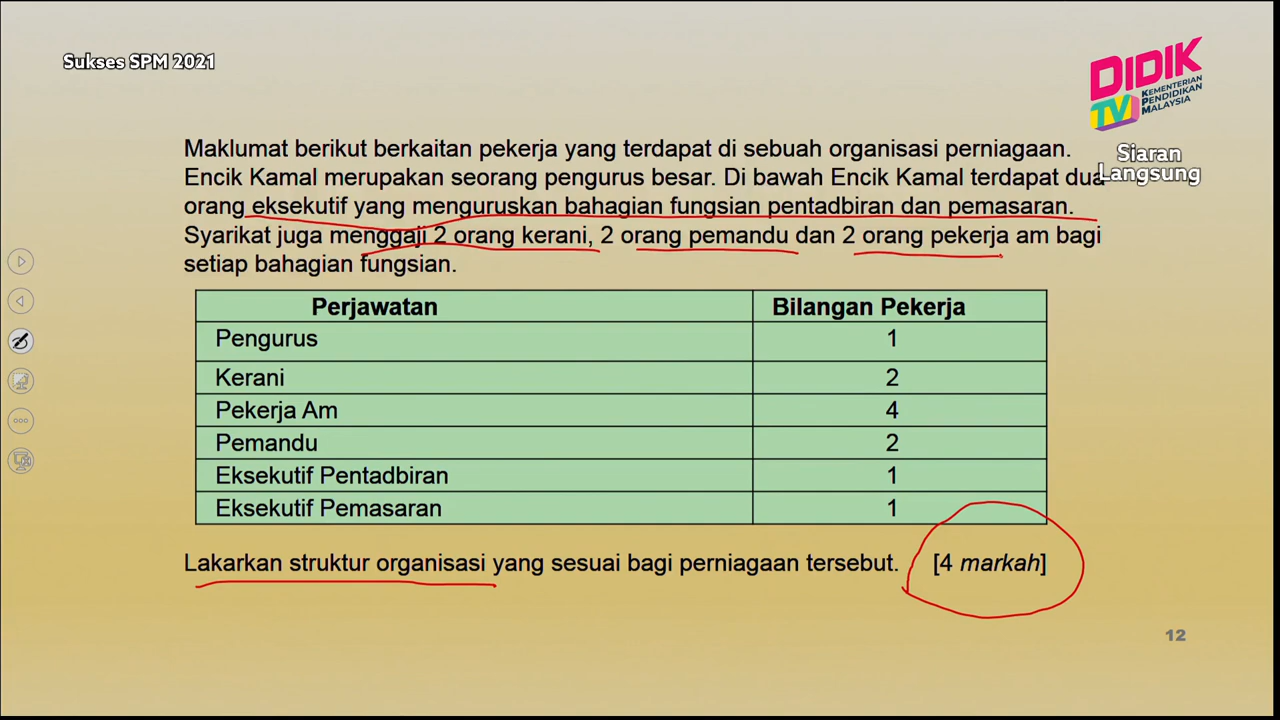 Sukses SPM 2021
DIDIK
TV
KEMENTERIAN
PENDIDIKAN
MALAYSIA
Siaran
Langsung
Maklumat berikut berkaitan pekerja yang terdapat di sebuah organisasi perniagaan.
Encik Kamal merupakan seorang pengurus besar. Di bawah Encik Kamal terdapat dua
orang eksekutif yang menguruskan bahagian fungsian pentadbiran dan pemasaran.
Syarikat juga menggaji 2 orang kerani, 2 orang pemandu dan 2 orang pekerja am bagi
setiap bahagian fungsian.
Perjawatan Bilangan Pekerja
Pengurus 1
Kerani 2
Pekerja Am 4
Pemandu 2
Eksekutif Pentadbiran 1
Eksekutif Pemasaran 1
Lakarkan struktur organisasi yang sesuai bagi perniagaan tersebut. [4 markah]
12